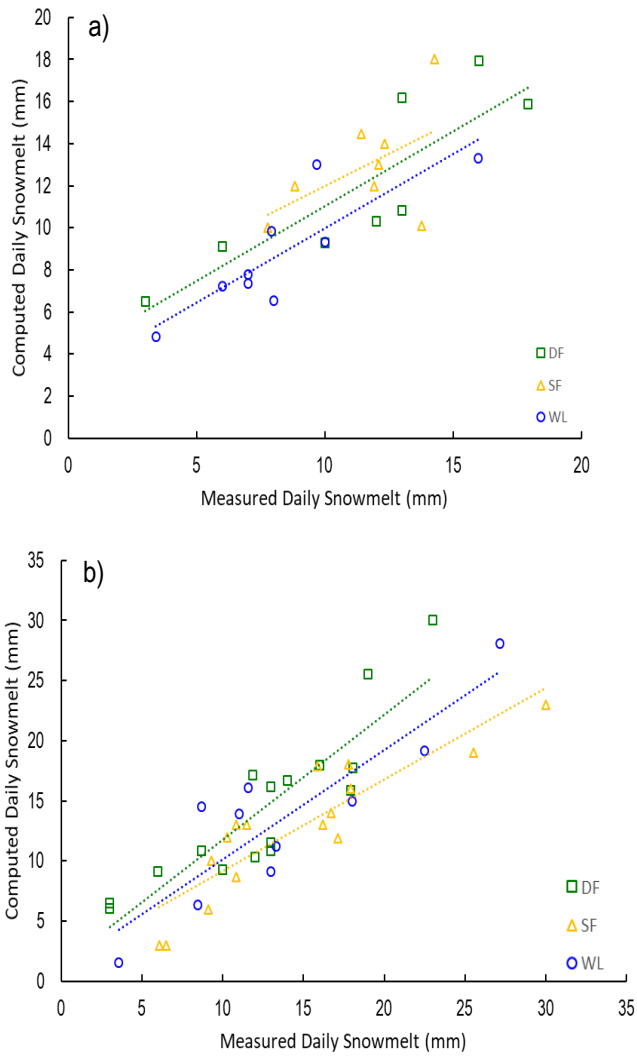 a)
Computed Daily Snowmelt (mm)
20
18
16
14
12
10
8
6
4
2
0
DF
SF
WL
0 5 10 15 20
Measured Daily Snowmelt (mm)
b)
Computed Daily Snowmelt (mm)
35
30
25
20
15
10
5
0
DF
SF
WL
0 5 10 15 20 25 30 35
Measured Daily Snowmelt (mm)